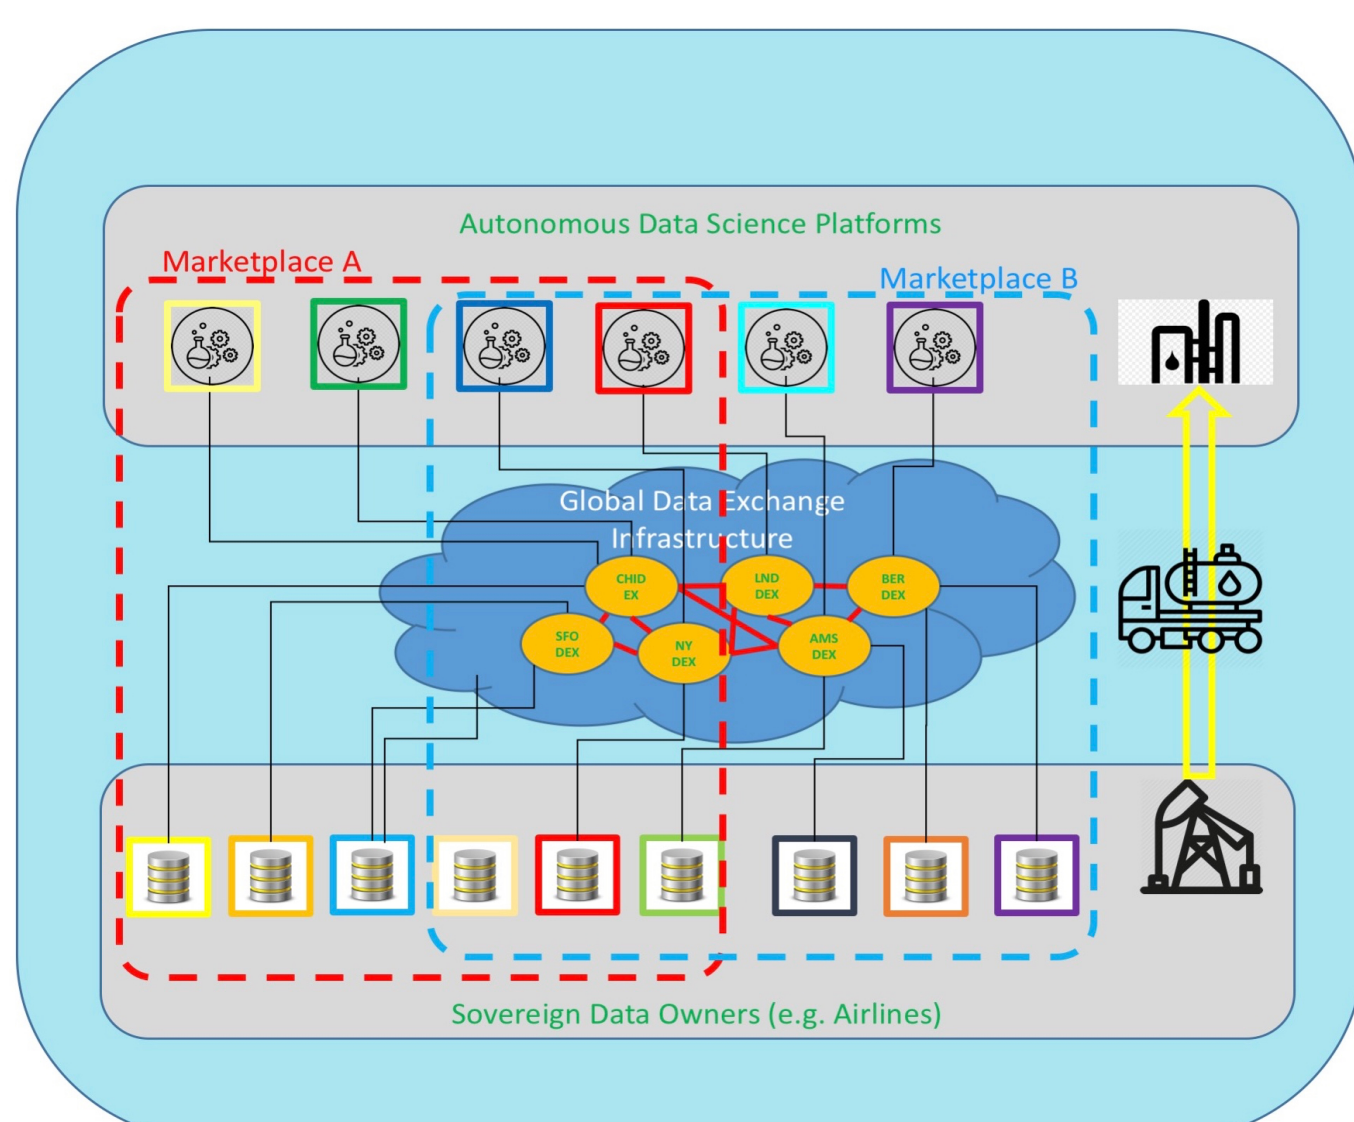 Autonomous Data Science Platforms
Marketplace A
Marketplace B
Global Data Exchange
Infrastructure
CHID
EX
LND
DEX
BER
DEX
SFO
DEX
NY
DEX
AMS
DEX
Sovereign Data Owners (e.g. Airlines)